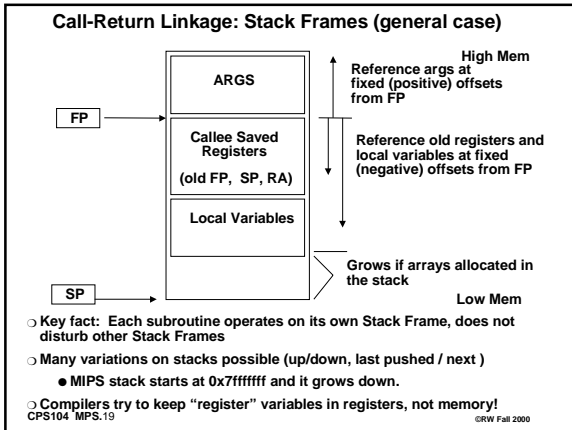 Call-Return Linkage: Stack Frames (general case)
High Mem
ARGS
Reference args at
fixed (positive) offsets
from FP
FP
Callee Saved
Registers
(old FP, SP, RA)
Reference old registers and
local variables at fixed
(negative) offsets from FP
Local Variables
Grows if arrays allocated in
the stack
SP
Low Mem
❍ Key fact: Each subroutine operates on its own Stack Frame, does not
disturb other Stack Frames
❍ Many variations on stacks possible (up/down, last pushed / next )
● MIPS stack starts at 0x7fffffff and it grows down.
❍ Compilers try to keep “register” variables in registers, not memory!
CPS104 MPS.19
©RW Fall 2000